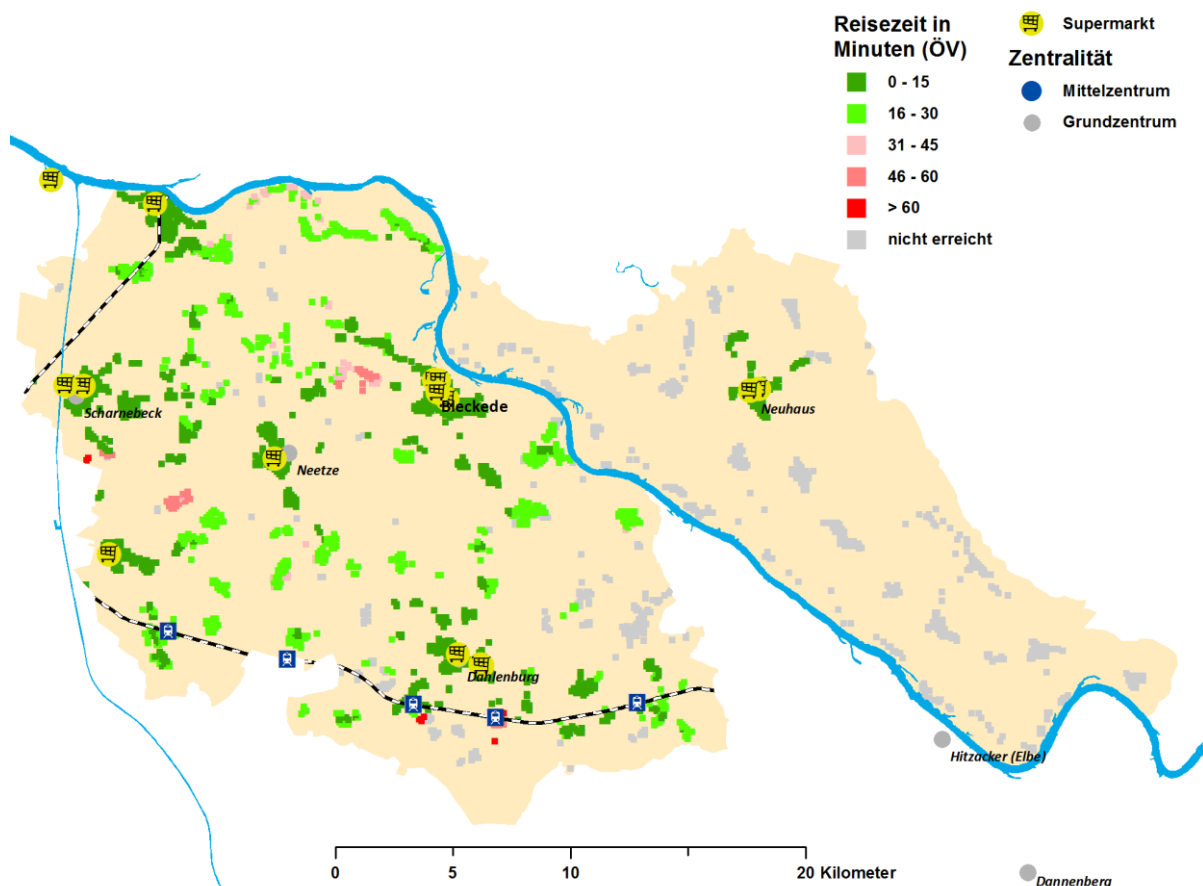 Reisezeit in
Minuten (ÖV)
0 - 15
16 - 30
31 - 45
46 - 60
> 60
nicht erreicht
Supermarkt
Zentralität
Mittelzentrum
Grundzentrum
Scharnebeck
Bleckede
Neuhaus
Neetze
Dahlenburg
Hitzacker (Elbe)
Dannenberg
0 5 10 20 Kilometer